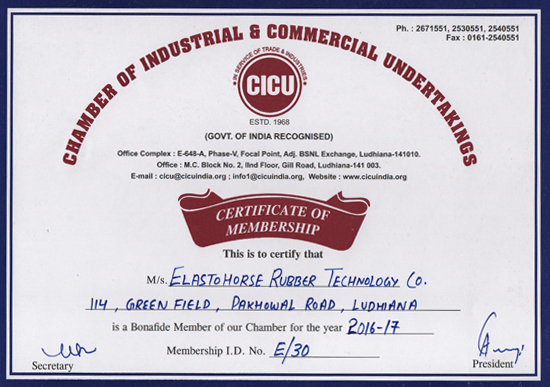 Ph. : 2671551, 2530551, 2540551
Fax : 0161-2540551
CHAMBER OF INDUSTRIAL & COMMERCIAL UNDERTAKINGS
IN SERVICE OF TRADE & INDUSTRIES
CICU
ESTD. 1968
(GOVT. OF INDIA RECOGNISED)
Office Complex : E-648-A, Phase-V, Focal Point, Adj. BSNL Exchange, Ludhiana-141010.
Office : M.C. Block No. 2, IInd Floor, Gill Road, Ludhiana-141 003.
E-mail : cicu@cicuindia.org ; info1@cicuindia.org, Website : www.cicuindia.org
CERTIFICATE OF
MEMBERSHIP
This is to certify that
M/s. ELASTOHORSE RUBBER TECHNOLOGY CO.
114, GREEN FIELD, PAKHOWAL ROAD, LUDHIANA
is a Bonafide Member of our Chamber for the year 2016-17
Membership I.D. No. E/30
Secretary
President